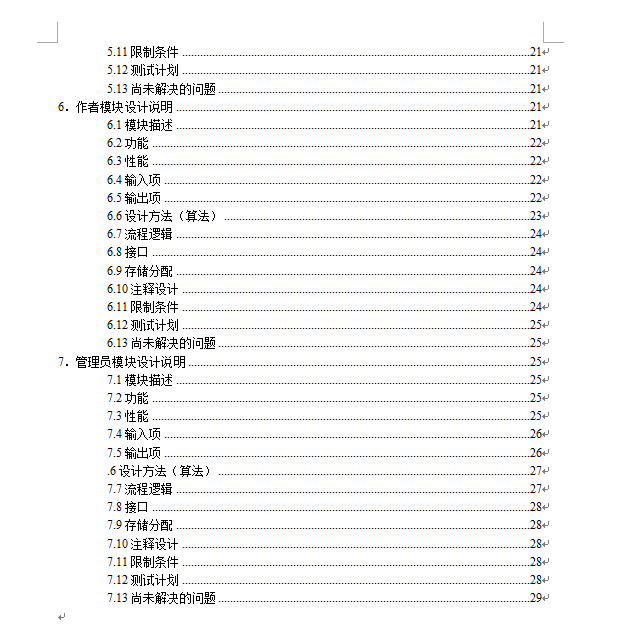 5.11 限制条件 21
5.12 测试计划 21
5.13 尚未解决的问题 21
6．作者模块设计说明 21
6.1 模块描述 21
6.2 功能 22
6.3 性能 22
6.4 输入项 22
6.5 输出项 22
6.6 设计方法（算法） 23
6.7 流程逻辑 24
6.8 接口 24
6.9 存储分配 24
6.10 注释设计 24
6.11 限制条件 24
6.12 测试计划 25
6.13 尚未解决的问题 25
7．管理员模块设计说明 25
7.1 模块描述 25
7.2 功能 25
7.3 性能 25
7.4 输入项 26
7.5 输出项 26
.6 设计方法（算法） 27
7.7 流程逻辑 27
7.8 接口 28
7.9 存储分配 28
7.10 注释设计 28
7.11 限制条件 28
7.12 测试计划 28
7.13 尚未解决的问题 29